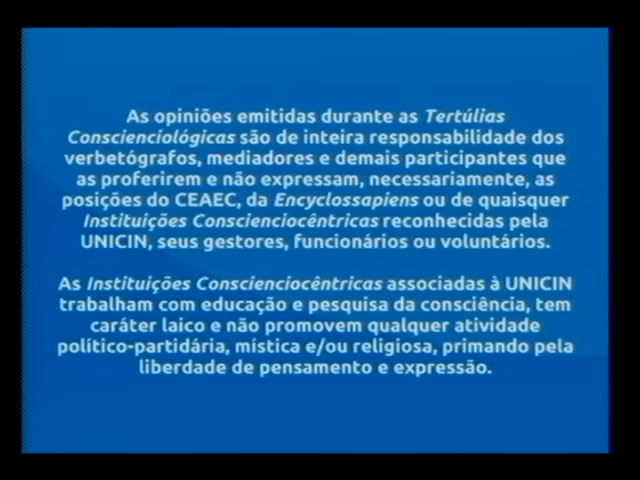 As opiniões emitidas durante as Tertúlias
Conscienciológicas são de inteira responsabilidade dos
verbetógrafos, mediadores e demais participantes que
as proferirem e não expressam, necessariamente, as
posições do CEAEC, da Encyclossapiens ou de quaisquer
Instituições Conscienciocêntricas reconhecidas pela
UNICIN, seus gestores, funcionários ou voluntários.
As Instituições Conscienciocêntricas associadas à UNICIN
trabalham com educação e pesquisa da consciência, tem
caráter laico e não promovem qualquer atividade
político-partidária, mística e/ou religiosa, primando pela
liberdade de pensamento e expressão.